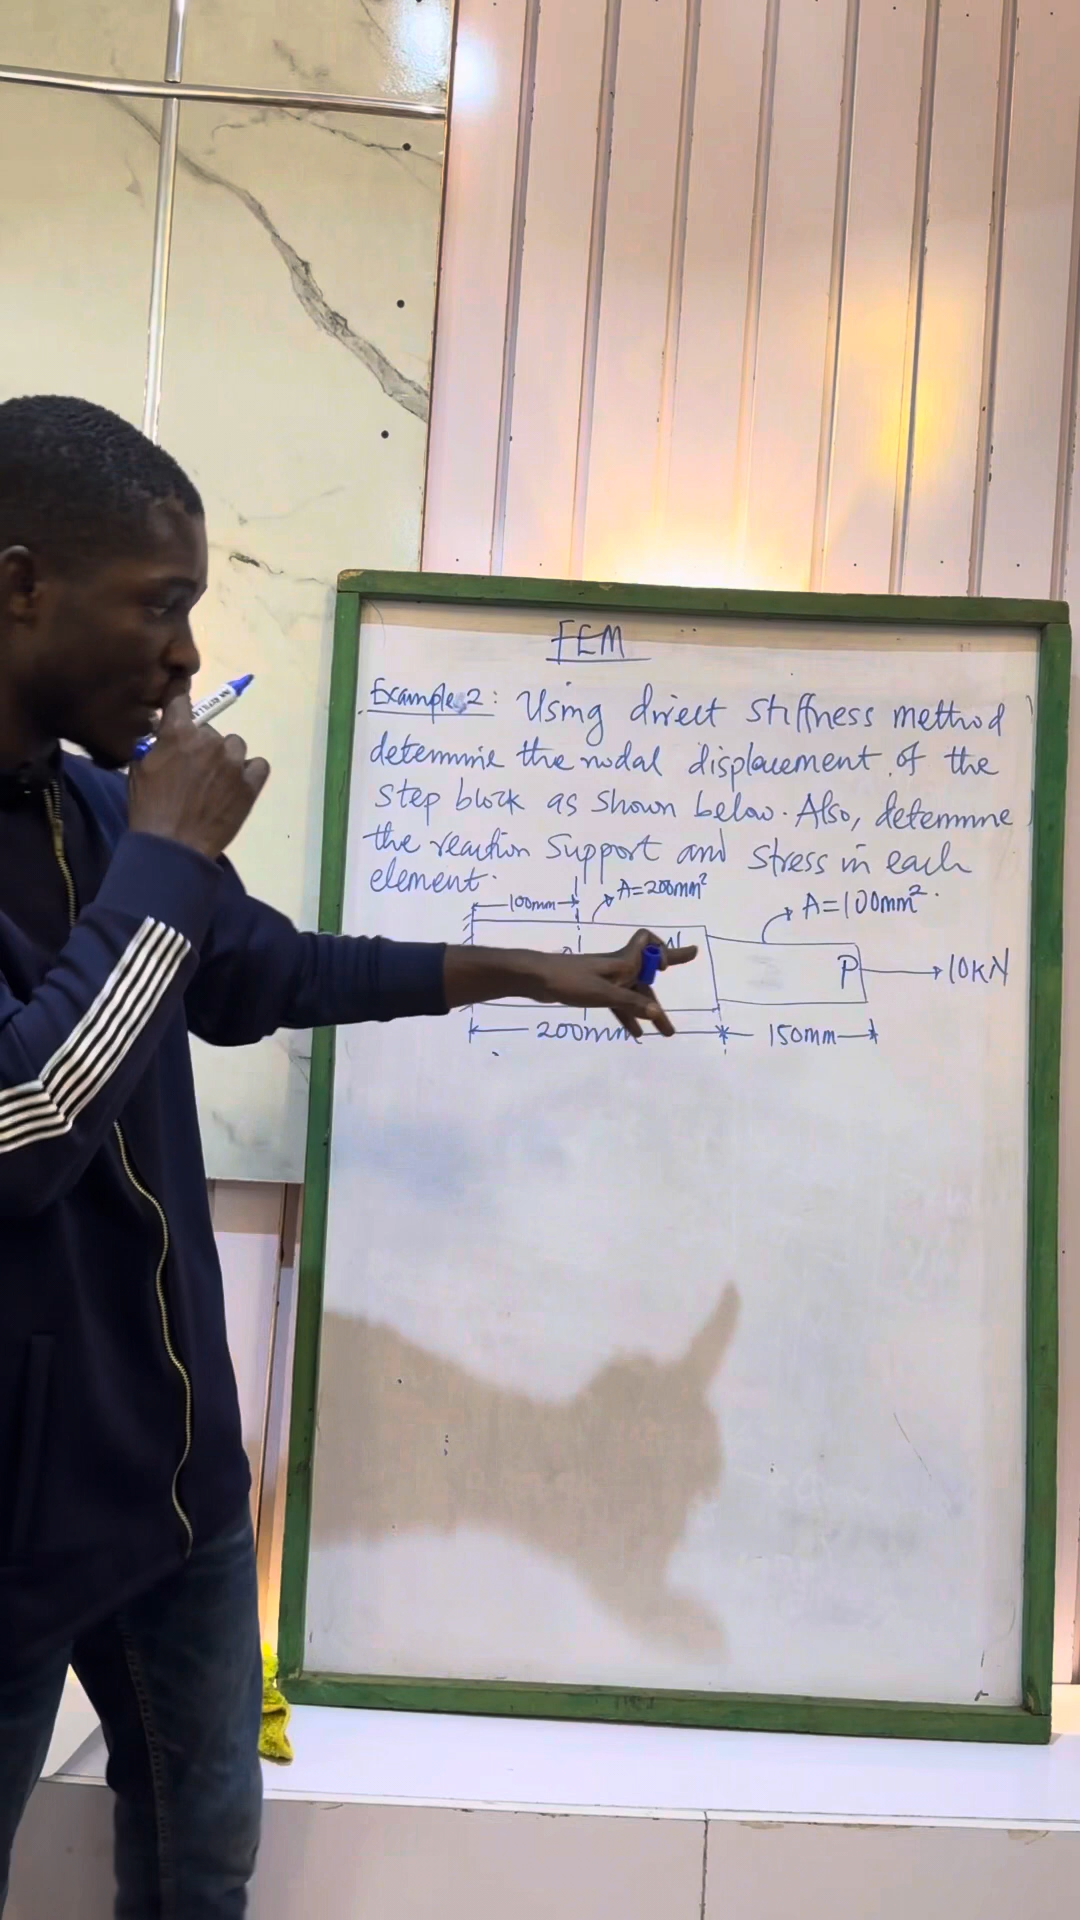 FEM
Example 2: Using direct stiffness method
determine the nodal displacement of the
step block as shown below. Also, determine
the reaction support and stress in each
element.
100mm
A=200mm²
A=100mm².
P
10kN
200mm
150mm